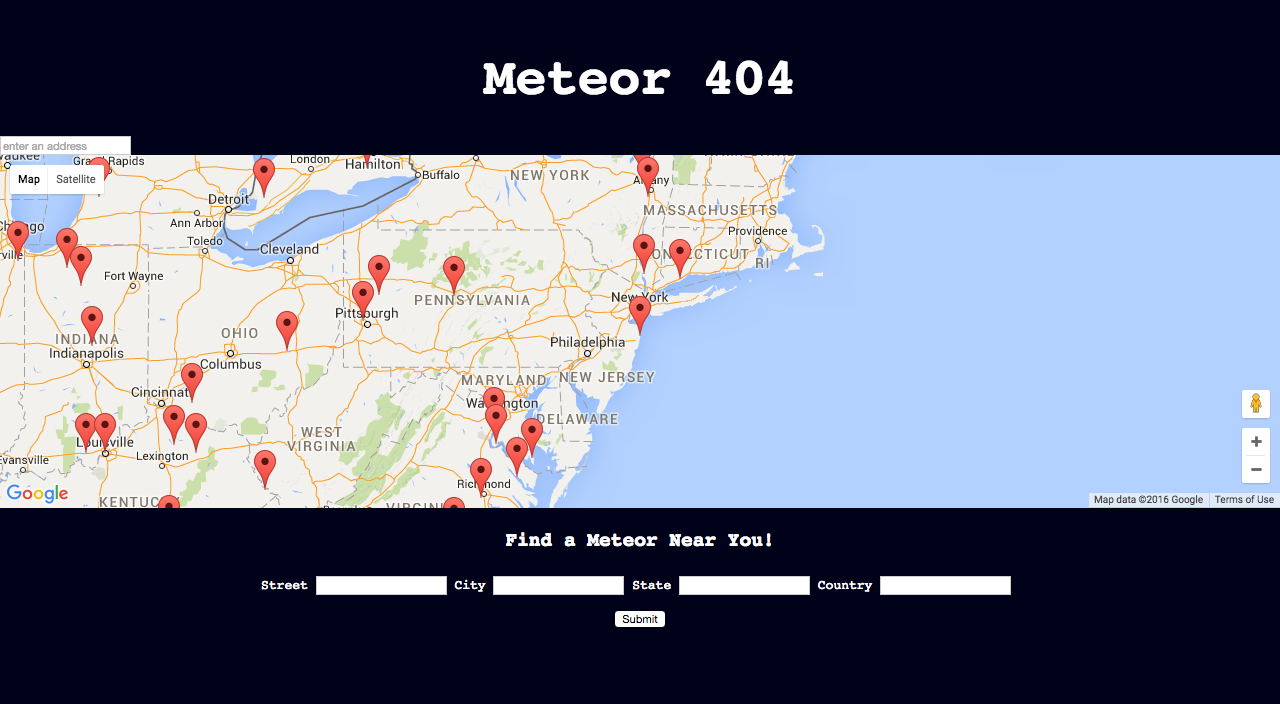 Meteor 404
enter an address
Grand Rapids
London
Hamilton
Buffalo
NEW YORK
Albany
Map Satellite
Detroit
MASSACHUSETTS
Ann Arbor
Providence
Chicago
Toledo
Cleveland
CONNECTICUT
RI
Fort Wayne
New York
PENNSYLVANIA
Pittsburgh
OHIO
INDIANA
Indianapolis
Philadelphia
Columbus
MARYLAND
NEW JERSEY
Cincinnati
Washington
DELAWARE
WEST
VIRGINIA
Louisville
Lexington
Evansville
Richmond
Google
KENTUC
VIRGINI
Map data ©2016 Google Terms of Use
Find a Meteor Near You!
Street City State Country
Submit